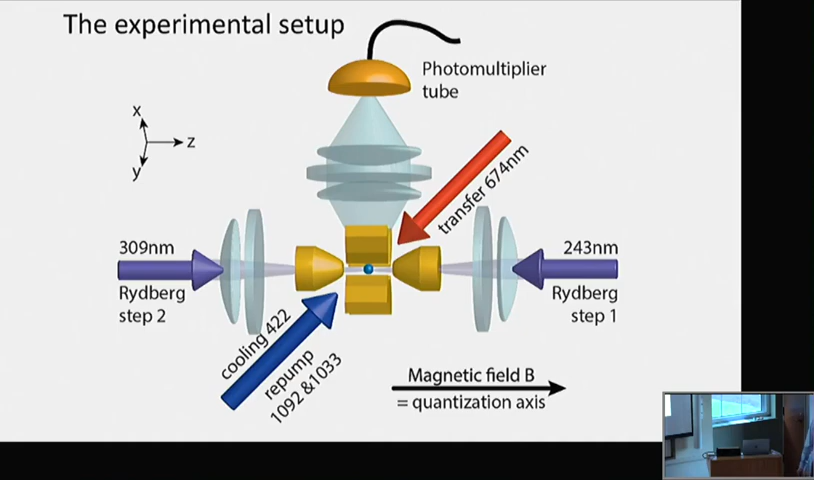 The experimental setup
Photomultiplier
tube
x
z
y
transfer 674nm
309nm
Rydberg
step 2
243nm
Rydberg
step 1
cooling 422
repump
1092 &1033
Magnetic field B
= quantization axis